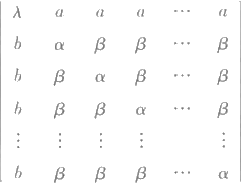 λ a a a ⋯ a
b α β β ⋯ β
b β α β ⋯ β
b β β α ⋯ β
⋮ ⋮ ⋮ ⋮ ⋮
b β β β ⋯ α